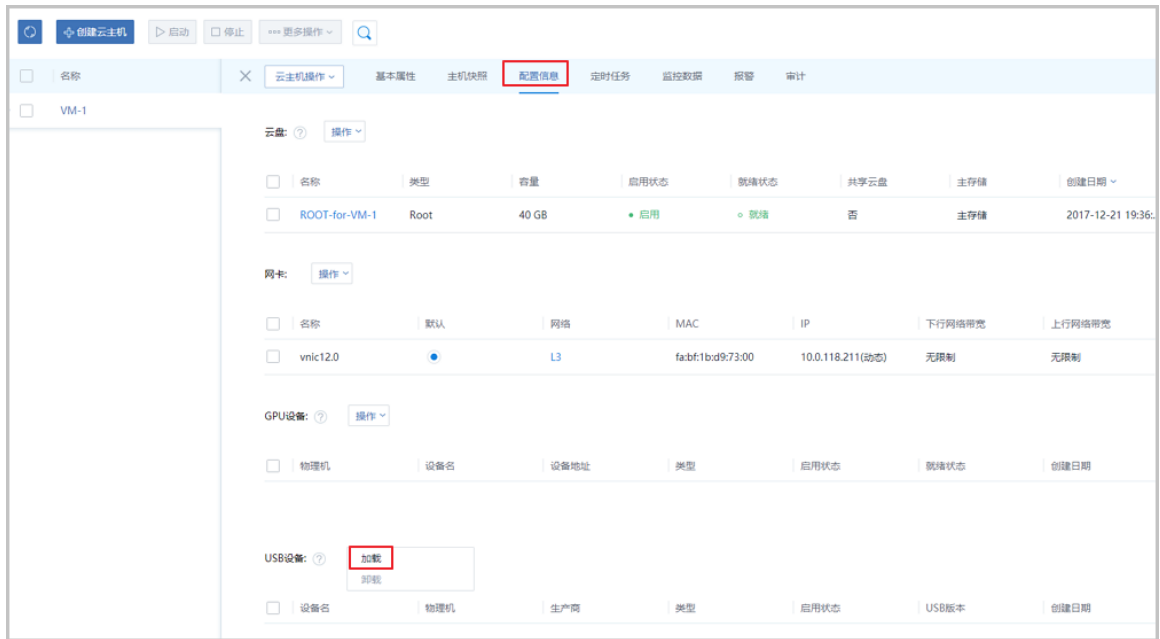 创建云主机 启动 停止 更多操作
名称 云主机操作 基本属性 主机快照 配置信息 定时任务 监控数据 报警 审计
VM-1
云盘: ? 操作
名称 类型 容量 启用状态 就绪状态 共享云盘 主存储 创建日期
ROOT-for-VM-1 Root 40 GB 启用 就绪 否 主存储 2017-12-21 19:36:..
网卡: 操作
名称 默认 网络 MAC IP 下行网络带宽 上行网络带宽
vnic12.0 L3 fa:bf:1b:d9:73:00 10.0.118.211(动态) 无限制 无限制
GPU设备: ? 操作
物理机 设备名 设备地址 类型 启用状态 就绪状态 创建日期
USB设备: ? 加载
卸载
设备名 物理机 生产商 类型 启用状态 USB版本 创建日期